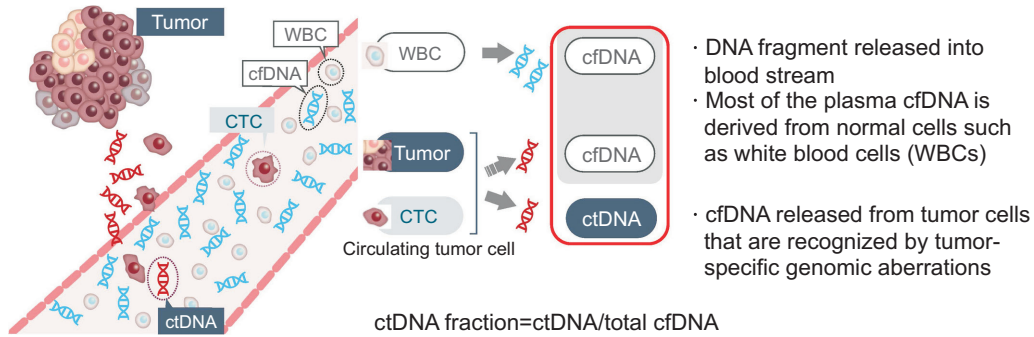 Tumor
WBC
cfDNA
CTC
ctDNA
WBC
Tumor
CTC
Circulating tumor cell
cfDNA
cfDNA
ctDNA
· DNA fragment released into
blood stream
· Most of the plasma cfDNA is
derived from normal cells such
as white blood cells (WBCs)
· cfDNA released from tumor cells
that are recognized by tumor-
specific genomic aberrations
ctDNA fraction=ctDNA/total cfDNA